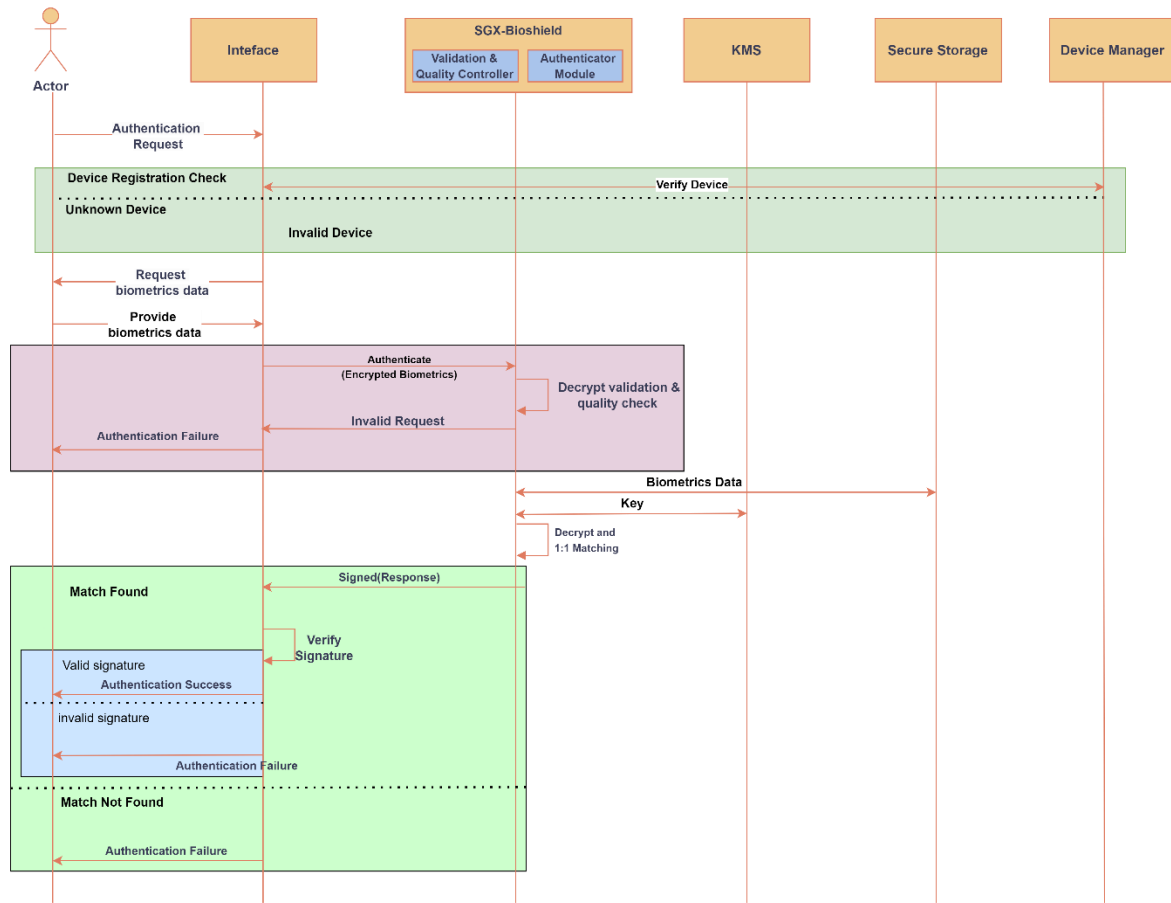 Actor
Inteface
SGX-Bioshield
Validation &
Quality Controller
Authenticator
Module
KMS
Secure Storage
Device Manager
Authentication
Request
Device Registration Check
Verify Device
Unknown Device
Invalid Device
Request
biometrics data
Provide
biometrics data
Authenticate
(Encrypted Biometrics)
Decrypt validation &
quality check
Invalid Request
Authentication Failure
Biometrics Data
Key
Decrypt and
1:1 Matching
Signed(Response)
Match Found
Verify
Signature
Valid signature
Authentication Success
invalid signature
Authentication Failure
Match Not Found
Authentication Failure